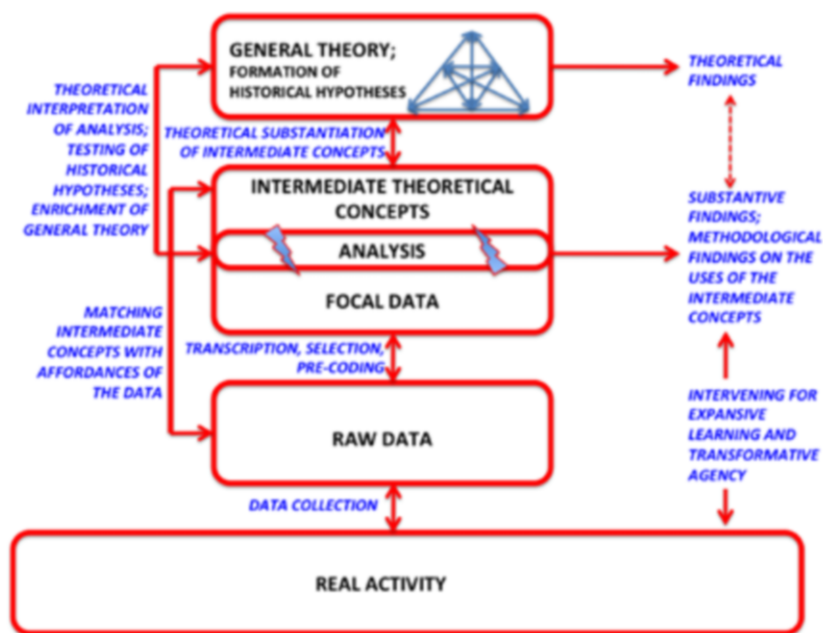 GENERAL THEORY;
FORMATION OF
HISTORICAL HYPOTHESES
THEORETICAL
FINDINGS
THEORETICAL
INTERPRETATION
OF ANALYSIS;
TESTING OF
HISTORICAL
HYPOTHESES;
ENRICHMENT OF
GENERAL THEORY
THEORETICAL SUBSTANTIATION
OF INTERMEDIATE CONCEPTS
INTERMEDIATE THEORETICAL
CONCEPTS
ANALYSIS
FOCAL DATA
SUBSTANTIVE
FINDINGS;
METHODOLOGICAL
FINDINGS ON THE
USES OF THE
INTERMEDIATE
CONCEPTS
MATCHING
INTERMEDIATE
CONCEPTS WITH
AFFORDANCES OF
THE DATA
TRANSCRIPTION, SELECTION,
PRE-CODING
RAW DATA
INTERVENING FOR
EXPANSIVE
LEARNING AND
TRANSFORMATIVE
AGENCY
DATA COLLECTION
REAL ACTIVITY